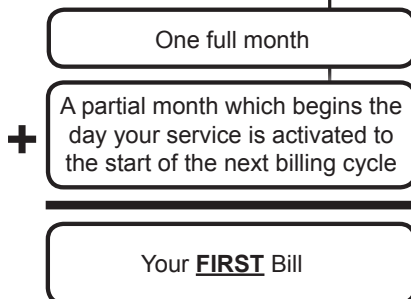 One full month
A partial month which begins the
+ day your service is activated to
the start of the next billing cycle
Your FIRST Bill